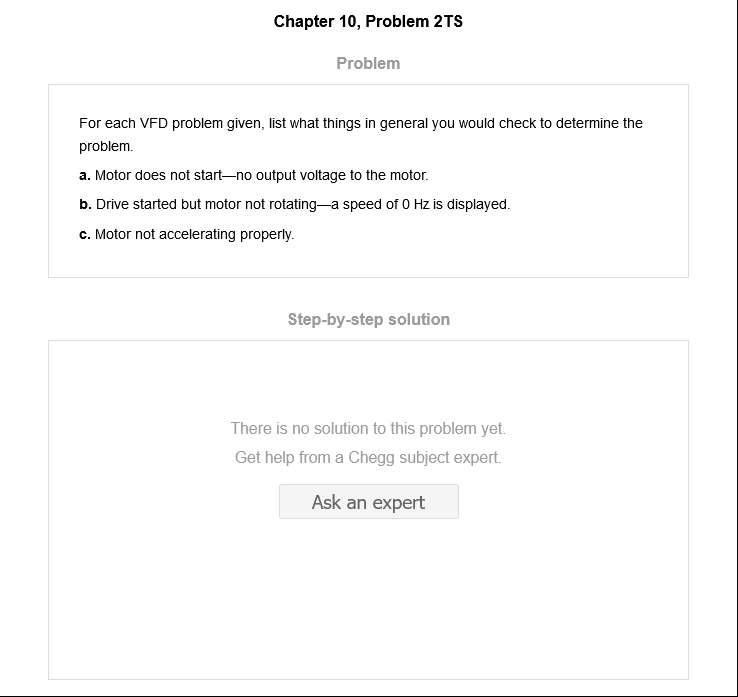 Chapter 10, Problem 2TS
Problem
For each VFD problem given, list what things in general you would check to determine the
problem.
a. Motor does not start—no output voltage to the motor.
b. Drive started but motor not rotating—a speed of 0 Hz is displayed.
c. Motor not accelerating properly.
Step-by-step solution
There is no solution to this problem yet.
Get help from a Chegg subject expert.
Ask an expert